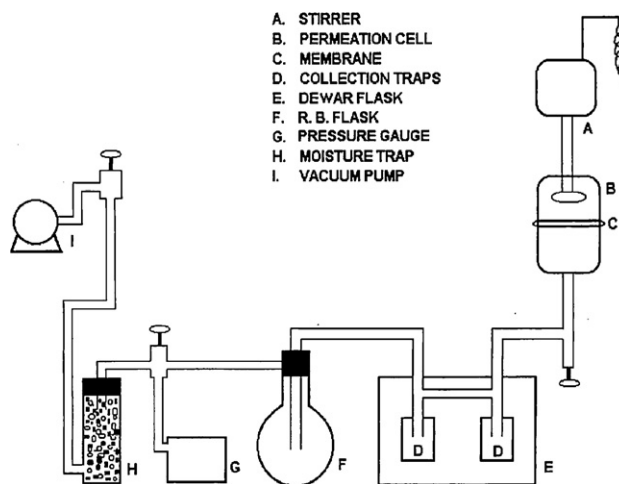 A. STIRRER
B. PERMEATION CELL
C. MEMBRANE
D. COLLECTION TRAPS
E. DEWAR FLASK
F. R. B. FLASK
G. PRESSURE GAUGE
H. MOISTURE TRAP
I. VACUUM PUMP
A
B
C
I
D
D
H
G
F
E